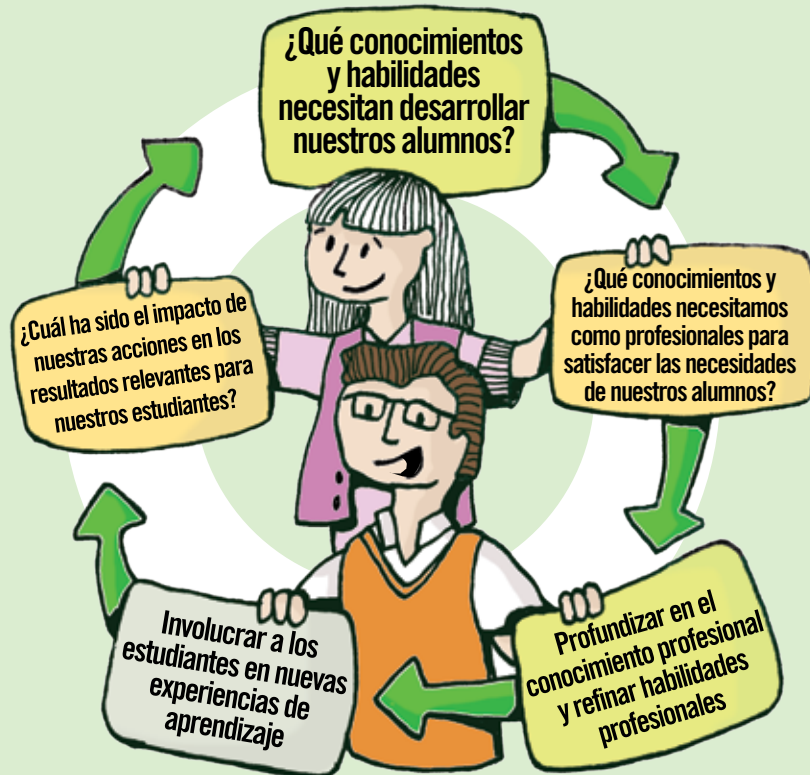 ¿Qué conocimientos
y habilidades
necesitan desarrollar
nuestros alumnos?
¿Qué conocimientos y
habilidades necesitamos
como profesionales para
satisfacer las necesidades
de nuestros alumnos?
Profundizar en el
conocimiento profesional
y refinar habilidades
profesionales
Involucrar a los
estudiantes en nuevas
experiencias de
aprendizaje
¿Cuál ha sido el impacto de
nuestras acciones en los
resultados relevantes para
nuestros estudiantes?